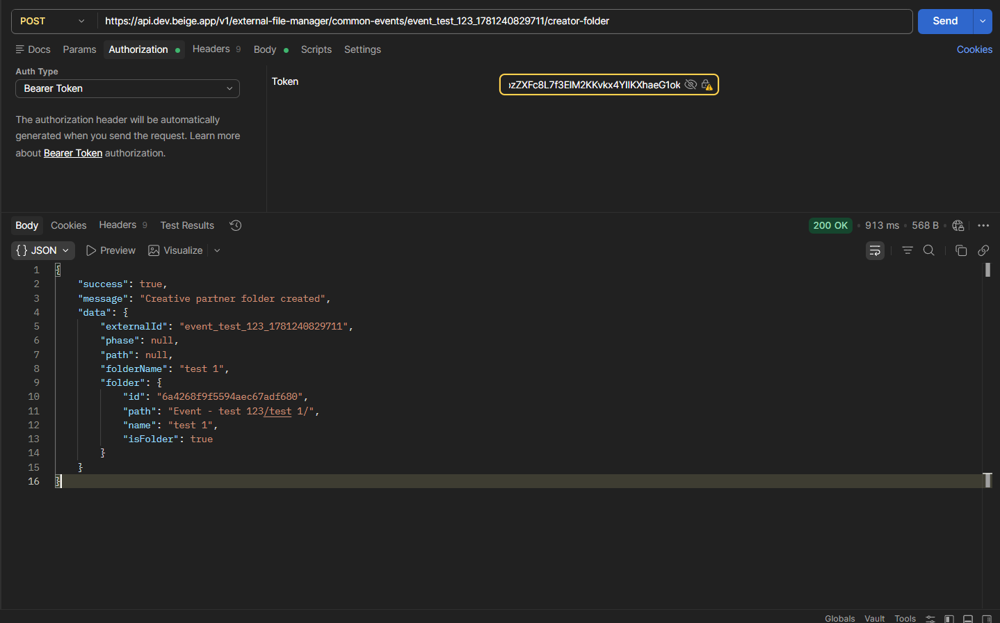 POST https://api.dev.beige.app/v1/external-file-manager/common-events/event_test_123_1781240829711/creator-folder Send
Docs Params Authorization Headers 9 Body Scripts Settings Cookies
Auth Type
Bearer Token
Token
The authorization header will be automatically
generated when you send the request. Learn more
about Bearer Token authorization.
Body Cookies Headers 9 Test Results 200 OK 913 ms 568 B
{} JSON Preview Visualize
1 {
2 "success": true,
3 "message": "Creative partner folder created",
4 "data": {
5 "externalId": "event_test_123_1781240829711",
6 "phase": null,
7 "path": null,
8 "folderName": "test 1",
9 "folder": {
10 "id": "6a4268f9f5594aec67adf680",
11 "path": "Event - test 123/test 1/",
12 "name": "test 1",
13 "isFolder": true
14 }
15 }
16 }
Globals Vault Tools